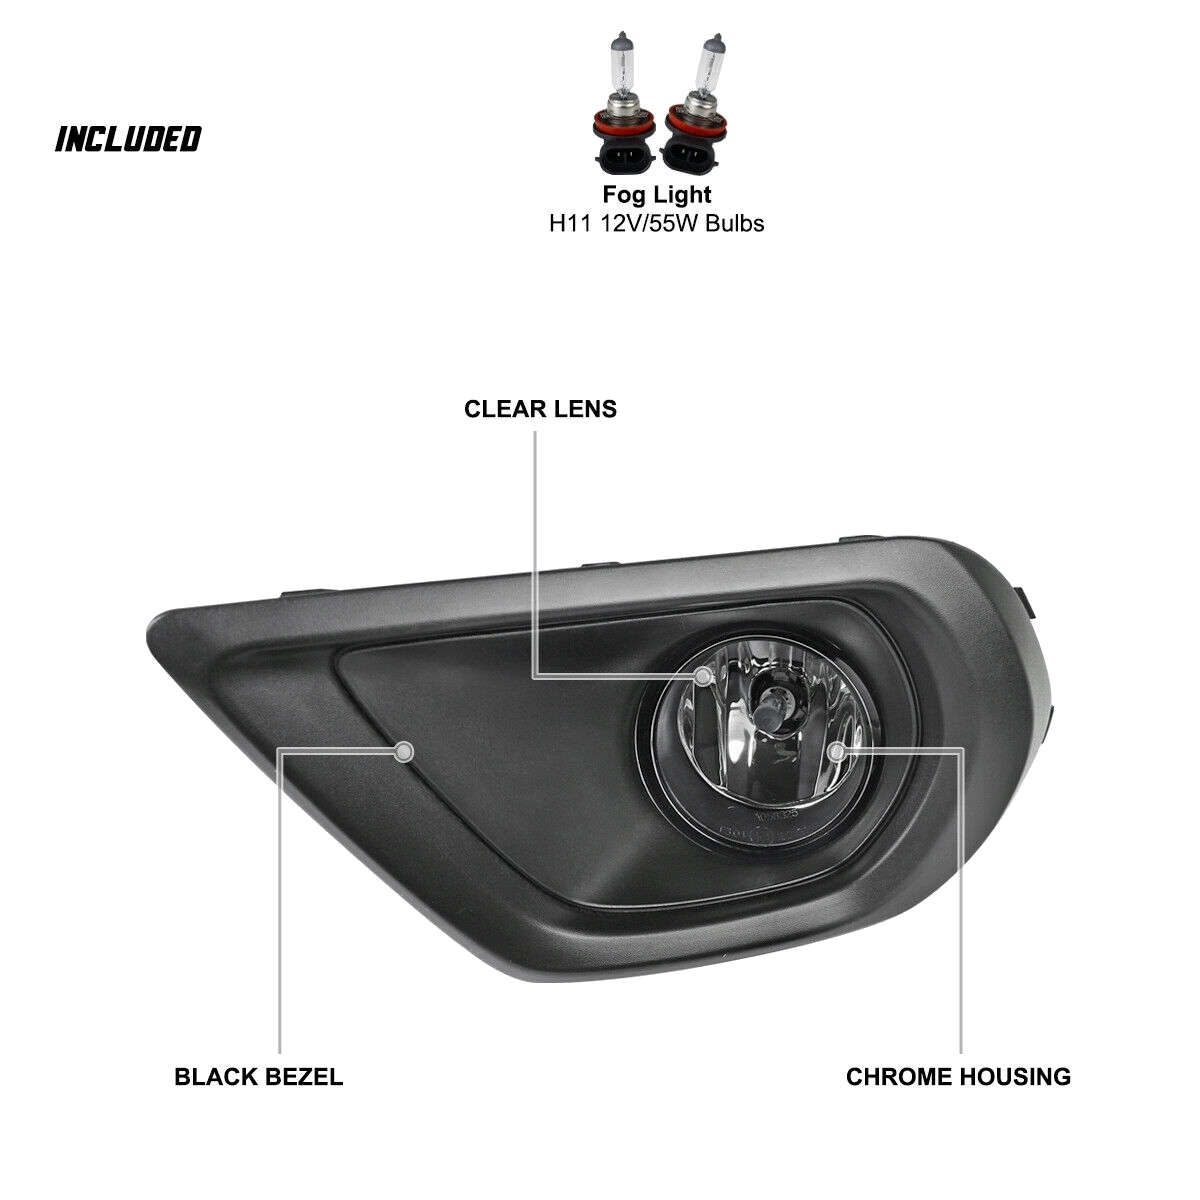 INCLUDED
Fog Light
H11 12V/55W Bulbs
CLEAR LENS
BLACK BEZEL
CHROME HOUSING